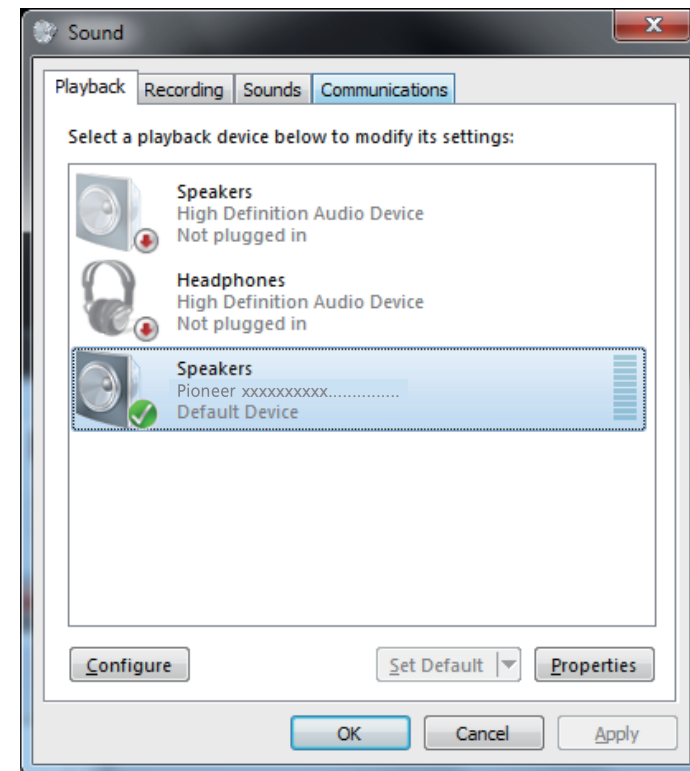 Sound
Playback Recording Sounds Communications
Select a playback device below to modify its settings:
Speakers
High Definition Audio Device
Not plugged in
Headphones
High Definition Audio Device
Not plugged in
Speakers
Pioneer xxxxxxxxxx...............
Default Device
Configure Set Default Properties
OK Cancel Apply